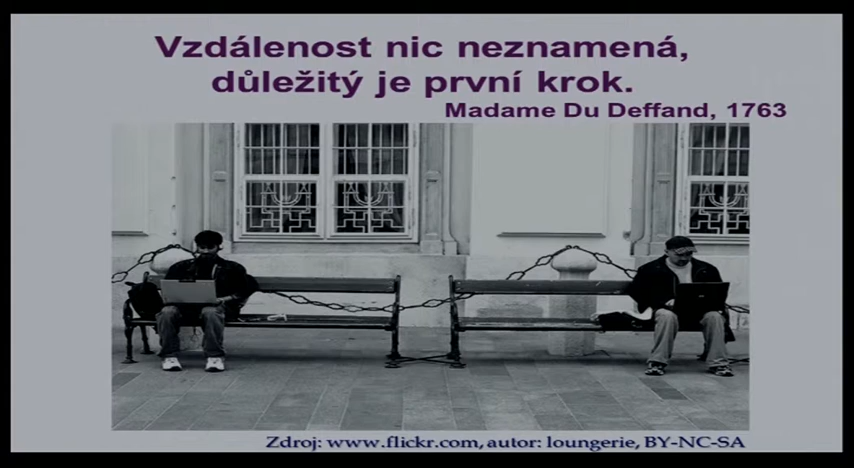 Vzdálenost nic neznamená,
důležitý je první krok.
Madame Du Deffand, 1763
Zdroj: www.flickr.com, autor: loungerie, BY-NC-SA